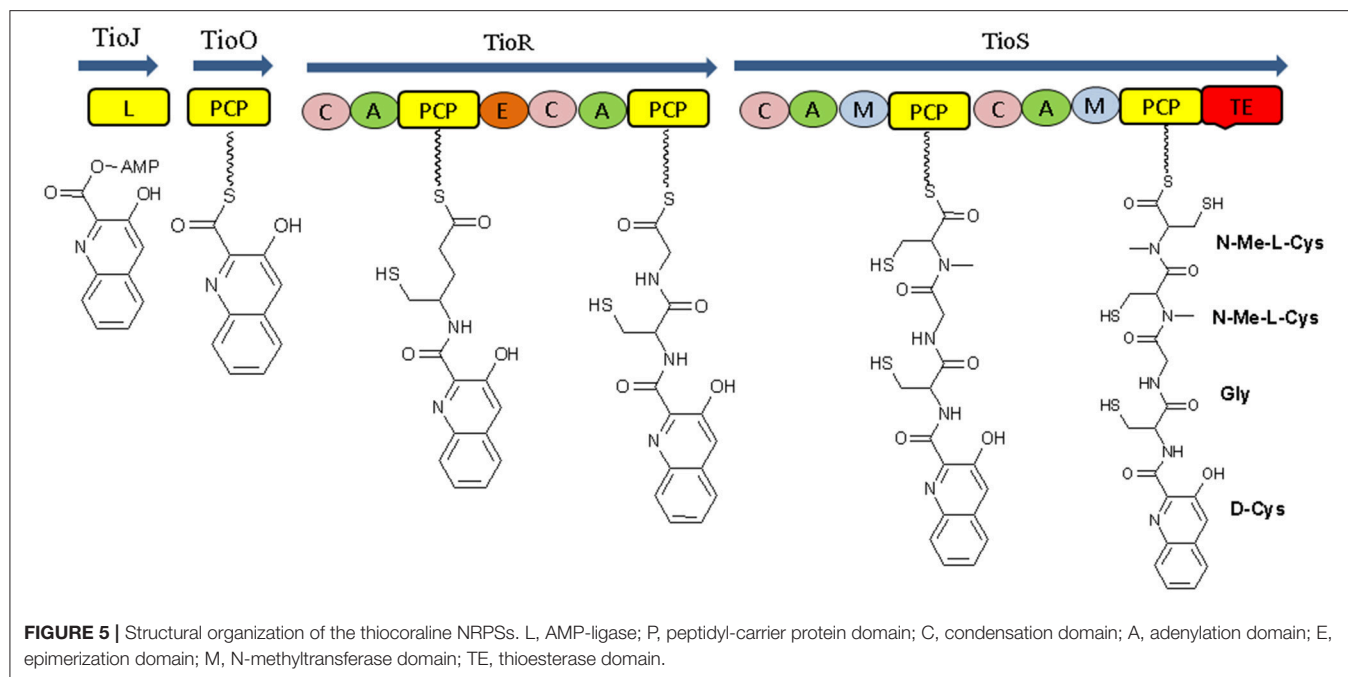 TioJ TioO TioR TioS
L PCP C A PCP E C A PCP C A M PCP C A M PCP TE
O~AMP
O OH
N
S
O OH
N
S
O
HS
NH
O OH
N
S
O
HN
HS O
NH
O OH
N
S
O
HS N
O
NH
HS O
NH
O OH
N
S
O SH
N
O
HS N
O
NH
HS O
NH
O OH
N
N-Me-L-Cys
N-Me-L-Cys
Gly
D-Cys
FIGURE 5 | Structural organization of the thiocoraline NRPSs. L, AMP-ligase; P, peptidyl-carrier protein domain; C, condensation domain; A, adenylation domain; E,
epimerization domain; M, N-methyltransferase domain; TE, thioesterase domain.